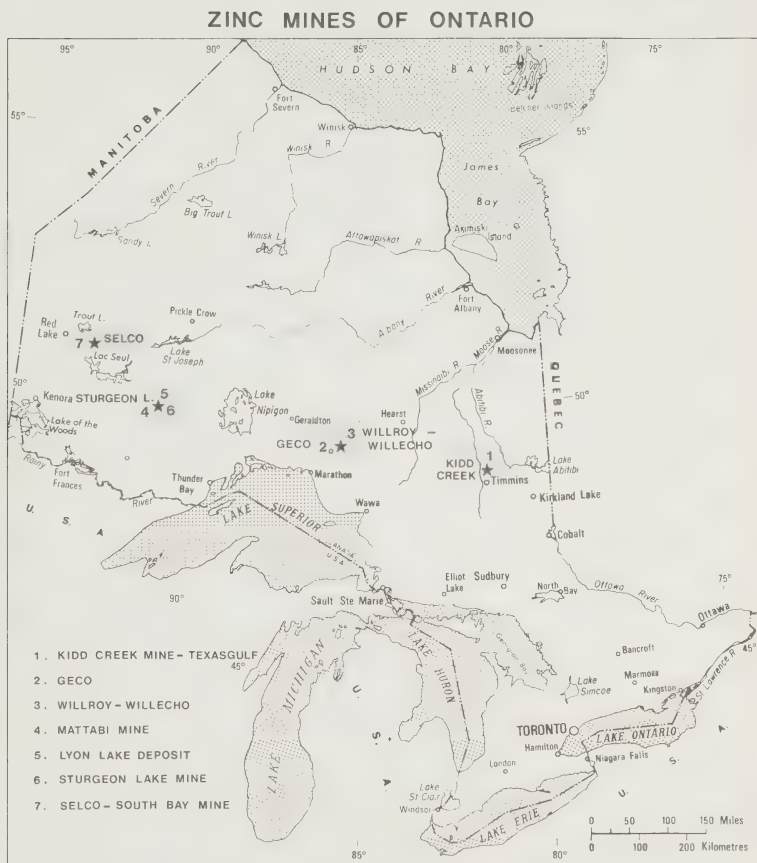 ZINC MINES OF ONTARIO
95°
90°
85°
80°
75°
HUDSON BAY
Belcher Islands
Fort
Severn
55°
55°
MANITOBA
Winisk
Winisk R
Severn River
James
Bay
Big Trout L
Sandy L
Winisk L
Attawapiskat R
Akimiski
Island
Albany River
Fort
Albany
Trout L.
Pickle Crow
Red
Lake
7 SELCO
Lake
St Joseph
Lac Seul
Moose R
Moosonee
Missinaibi R
Abitibi R
QUEBEC
50°
50°
Kenora
STURGEON L. 5
4 6
Lake
Nipigon
Geraldton
Hearst
Lake of the
Woods
3 WILLROY –
WILLECHO
GECO 2
1
KIDD
CREEK
Lake
Abitibi
Timmins
Rainy
Fort
Frances
River
Thunder
Bay
Marathon
Kirkland Lake
Wawa
U. S. A
LAKE SUPERIOR
USA
Cobalt
Elliot
Lake
Sudbury
North
Bay
Ottawa River
75°
90°
Sault Ste Marie
Ottawa
Georgian Bay
Bancroft
45°
45°
LAKE MICHIGAN
LAKE HURON
U. S. A
Lake
Simcoe
Marmora
Kingston
St Lawrence R
TORONTO
Hamilton
LAKE ONTARIO
Niagara Falls
London
Lake
St Clair
Windsor
LAKE ERIE
U. S. A.
85°
80°
1. KIDD CREEK MINE – TEXASGULF
2. GECO
3. WILLROY – WILLECHO
4. MATTABI MINE
5. LYON LAKE DEPOSIT
6. STURGEON LAKE MINE
7. SELCO – SOUTH BAY MINE
0 50 100 150 Miles
0 100 200 Kilometres